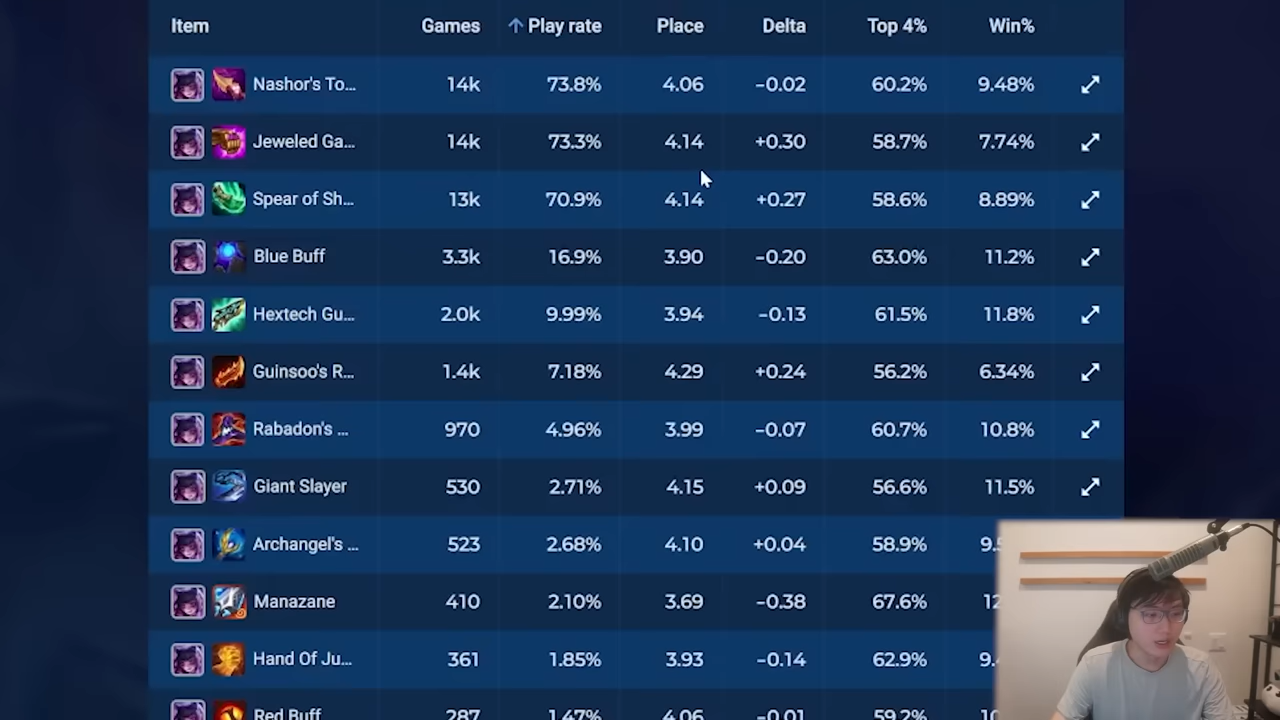 Item Games ↑ Play rate Place Delta Top 4% Win%
Nashor's To... 14k 73.8% 4.06 -0.02 60.2% 9.48%
Jeweled Ga... 14k 73.3% 4.14 +0.30 58.7% 7.74%
Spear of Sh... 13k 70.9% 4.14 +0.27 58.6% 8.89%
Blue Buff 3.3k 16.9% 3.90 -0.20 63.0% 11.2%
Hextech Gu... 2.0k 9.99% 3.94 -0.13 61.5% 11.8%
Guinsoo's R... 1.4k 7.18% 4.29 +0.24 56.2% 6.34%
Rabadon's ... 970 4.96% 3.99 -0.07 60.7% 10.8%
Giant Slayer 530 2.71% 4.15 +0.09 56.6% 11.5%
Archangel's ... 523 2.68% 4.10 +0.04 58.9%
Manazane 410 2.10% 3.69 -0.38 67.6%
Hand Of Ju... 361 1.85% 3.93 -0.14 62.9%
Red Buff 287 1.47% 4.06 -0.01 59.2%